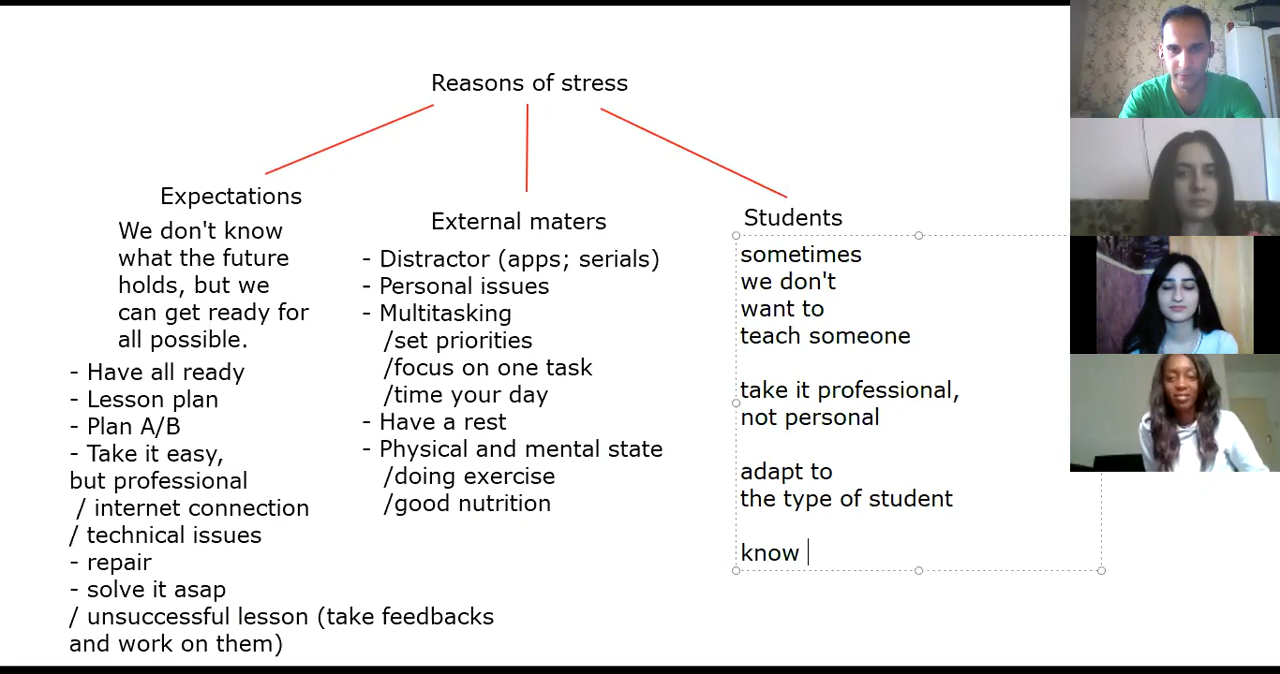 Reasons of stress
Expectations
We don't know
what the future
holds, but we
can get ready for
all possible.
- Have all ready
- Lesson plan
- Plan A/B
- Take it easy,
but professional
/ internet connection
/ technical issues
- repair
- solve it asap
/ unsuccessful lesson (take feedbacks
and work on them)
External maters
- Distractor (apps; serials)
- Personal issues
- Multitasking
/set priorities
/focus on one task
/time your day
- Have a rest
- Physical and mental state
/doing exercise
/good nutrition
Students
sometimes
we don't
want to
teach someone
take it professional,
not personal
adapt to
the type of student
know